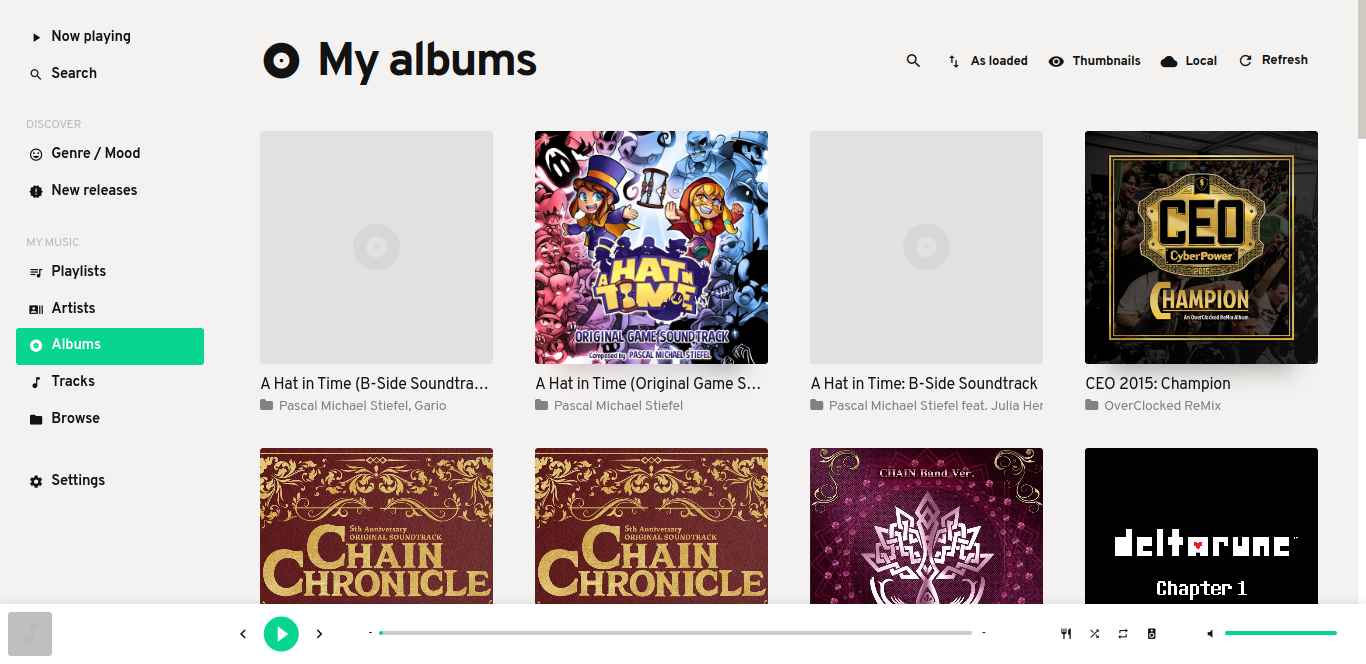 Now playing
Search
DISCOVER
Genre / Mood
New releases
MY MUSIC
Playlists
Artists
Albums
Tracks
Browse
Settings
My albums
As loaded
Thumbnails
Local
Refresh
A HAT IN TIME
ORIGINAL GAME SOUNDTRACK
Composed by PASCAL MICHAEL STIEFEL
CEO
CyberPower
2015
CHAMPION
An OverClocked ReMix Album
A Hat in Time (B-Side Soundtra...
Pascal Michael Stiefel, Gario
A Hat in Time (Original Game S...
Pascal Michael Stiefel
A Hat in Time: B-Side Soundtrack
Pascal Michael Stiefel feat. Julia Her
CEO 2015: Champion
OverClocked ReMix
5th Anniversary
ORIGINAL SOUNDTRACK
CHAIN
CHRONICLE
5th Anniversary
ORIGINAL SOUNDTRACK
CHAIN
CHRONICLE
CHAIN Band Ver.
deltarune
Chapter 1